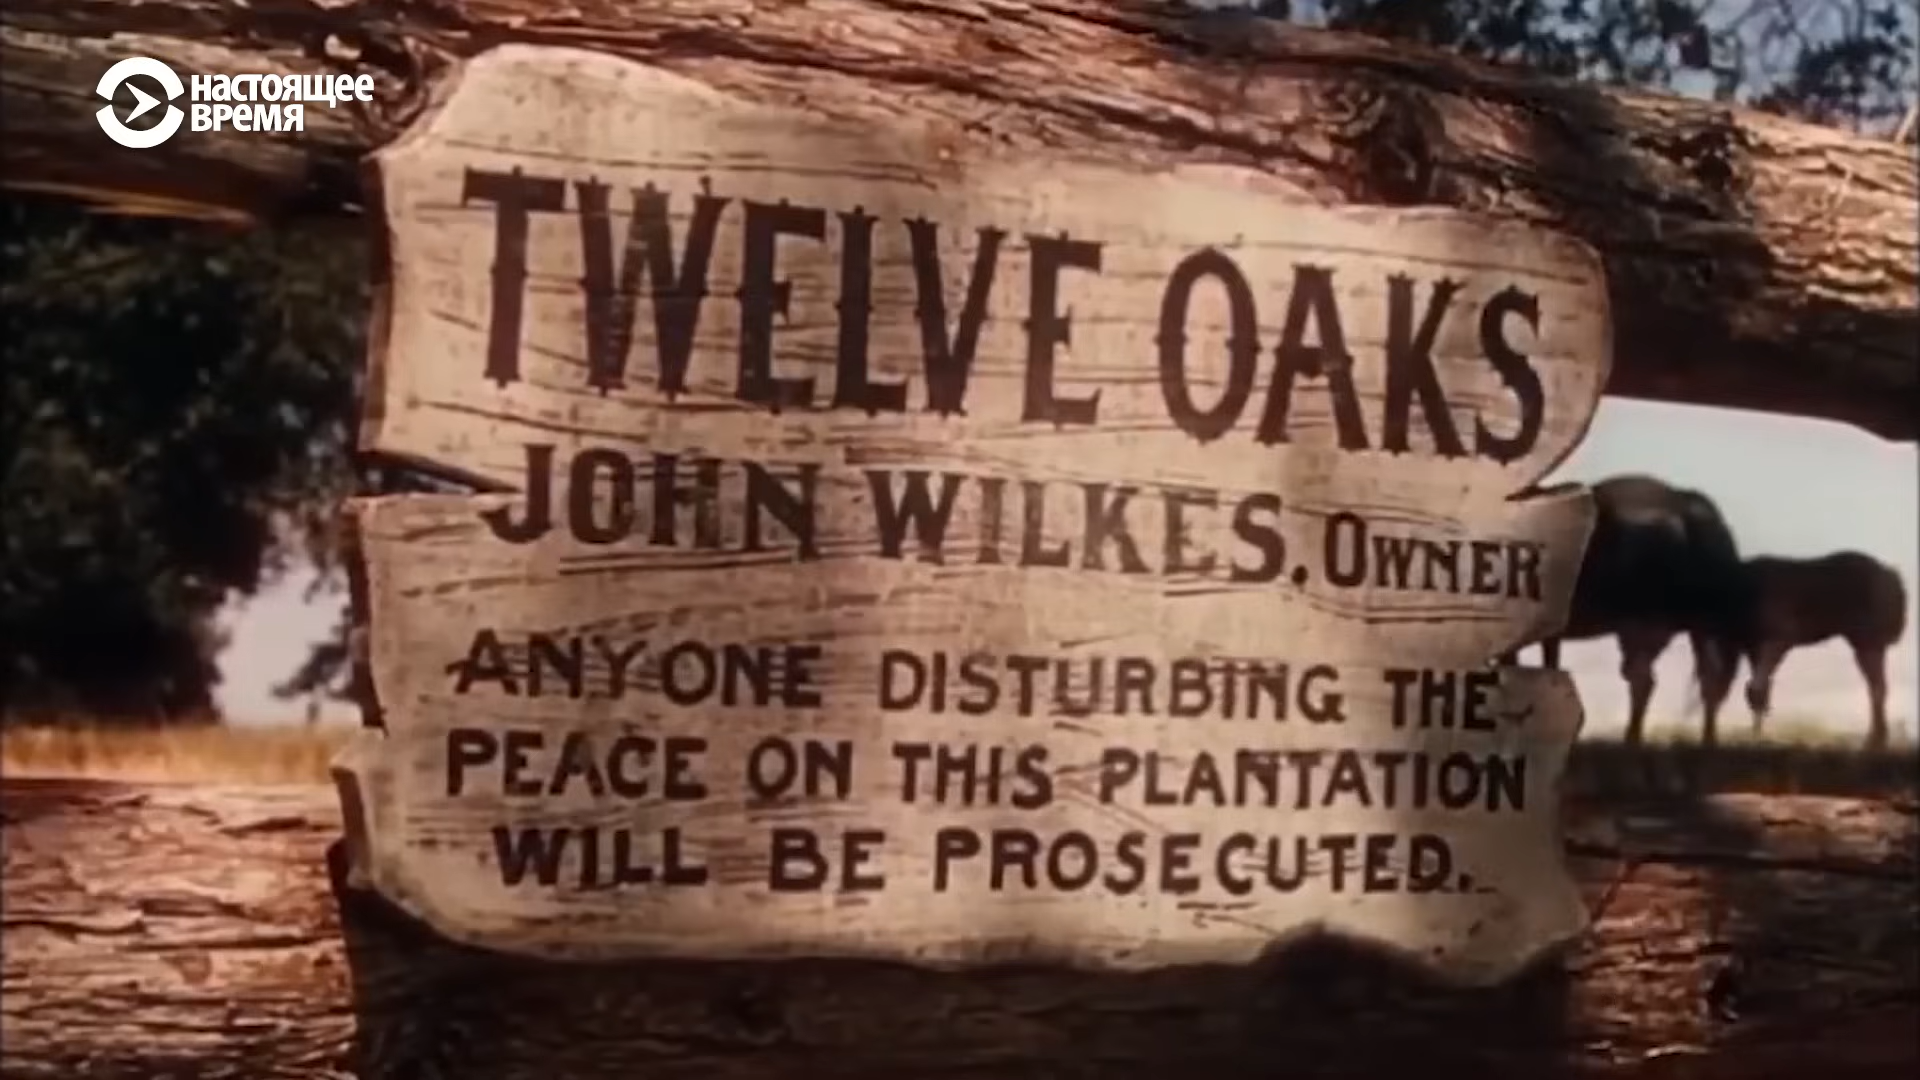 НАСТОЯЩЕЕ
ВРЕМЯ
TWELVE OAKS
JOHN WILKES. OWNER
ANYONE DISTURBING THE
PEACE ON THIS PLANTATION
WILL BE PROSECUTED.